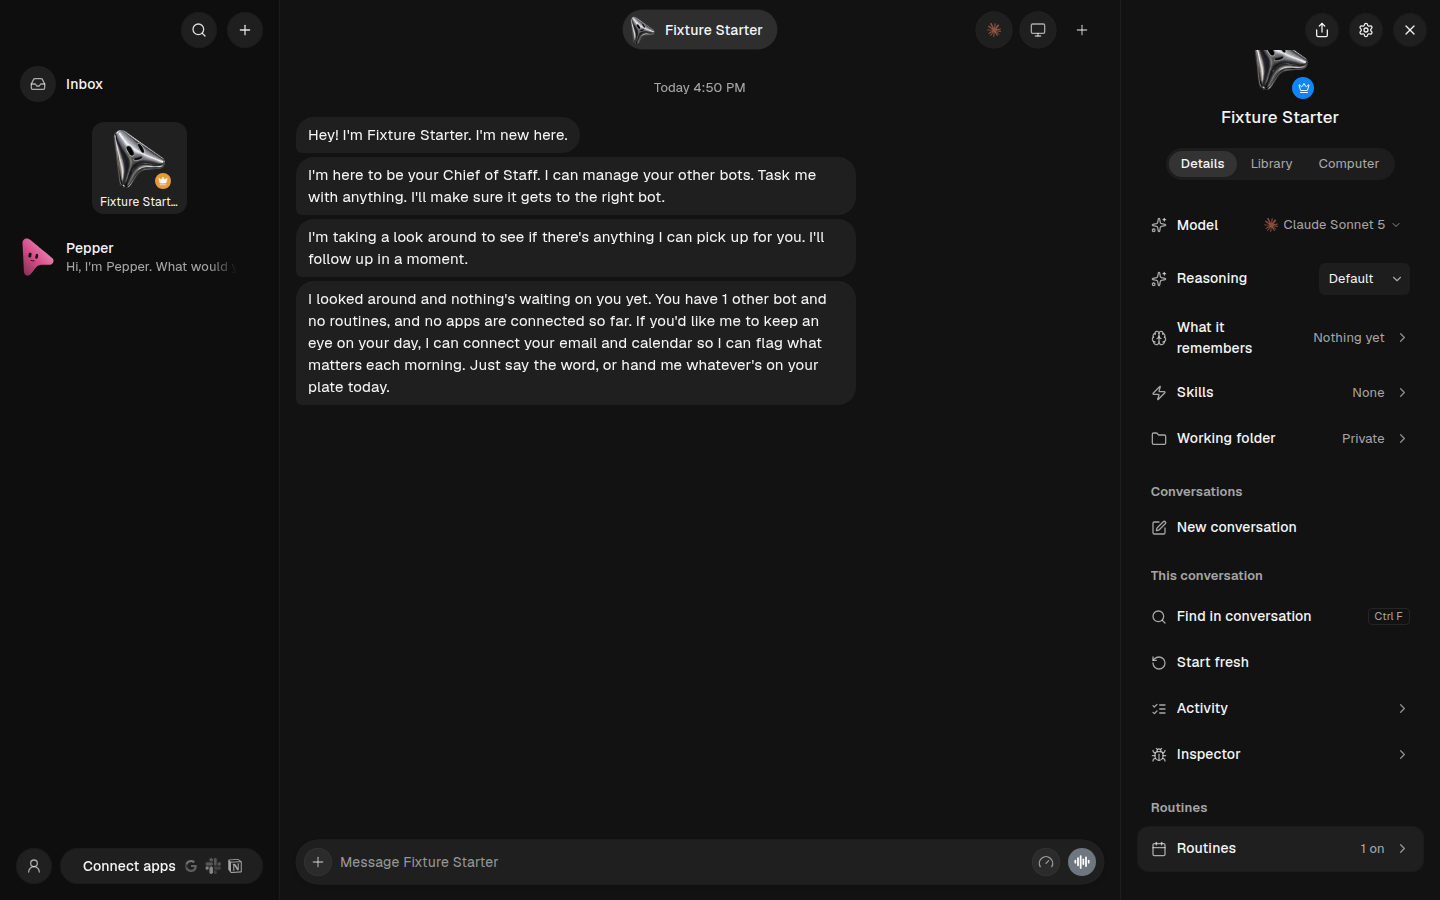 Inbox
Fixture Start...
Pepper
Hi, I'm Pepper. What would
Connect apps
Fixture Starter
Today 4:50 PM
Hey! I'm Fixture Starter. I'm new here.
I'm here to be your Chief of Staff. I can manage your other bots. Task me
with anything. I'll make sure it gets to the right bot.
I'm taking a look around to see if there's anything I can pick up for you. I'll
follow up in a moment.
I looked around and nothing's waiting on you yet. You have 1 other bot and
no routines, and no apps are connected so far. If you'd like me to keep an
eye on your day, I can connect your email and calendar so I can flag what
matters each morning. Just say the word, or hand me whatever's on your
plate today.
Message Fixture Starter
Fixture Starter
Details Library Computer
Model Claude Sonnet 5
Reasoning Default
What it
remembers Nothing yet
Skills None
Working folder Private
Conversations
New conversation
This conversation
Find in conversation Ctrl F
Start fresh
Activity
Inspector
Routines
Routines 1 on